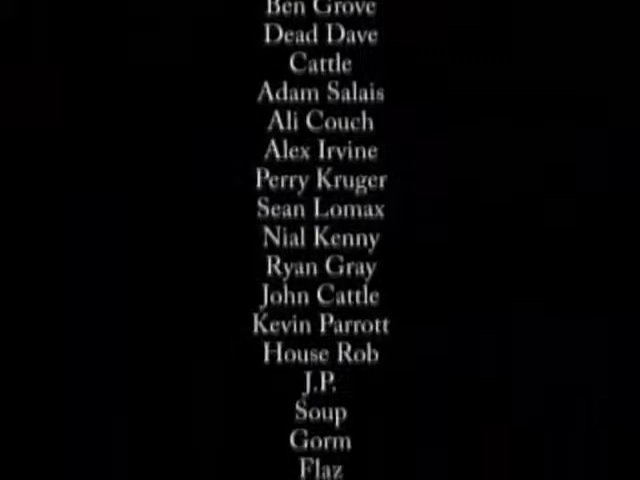 Ben Grove
Dead Dave
Cattle
Adam Salais
Ali Couch
Alex Irvine
Perry Kruger
Sean Lomax
Nial Kenny
Ryan Gray
John Cattle
Kevin Parrott
House Rob
J.P.
Soup
Gorm
Flaz